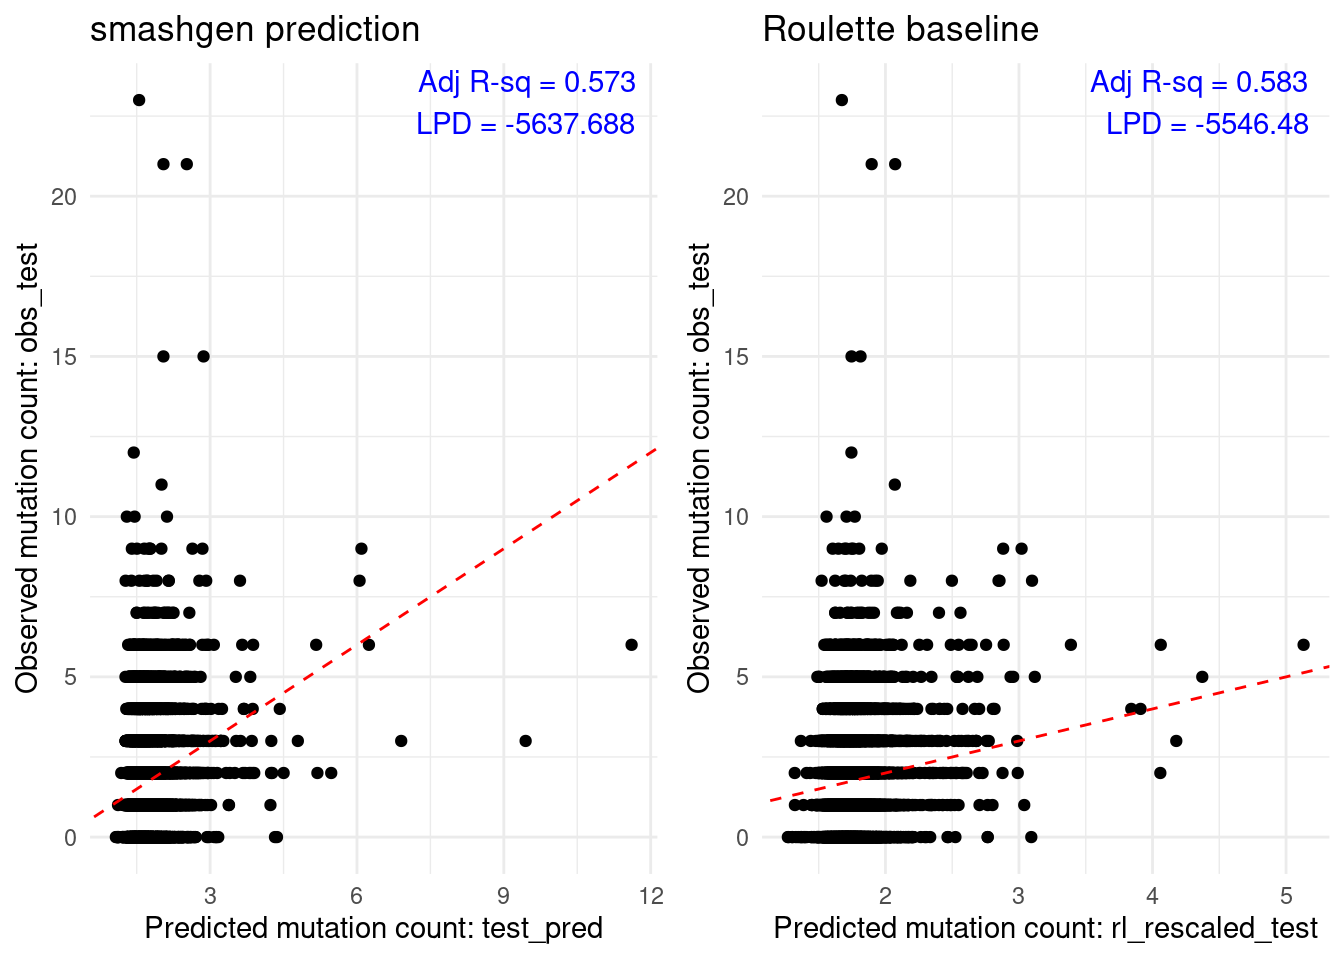 smashgen prediction
Adj R-sq = 0.573
LPD = -5637.688
Observed mutation count: obs_test
20
15
10
5
0
3
6
9
12
Predicted mutation count: test_pred
Roulette baseline
Adj R-sq = 0.583
LPD = -5546.48
Observed mutation count: obs_test
20
15
10
5
0
2
3
4
5
Predicted mutation count: rl_rescaled_test